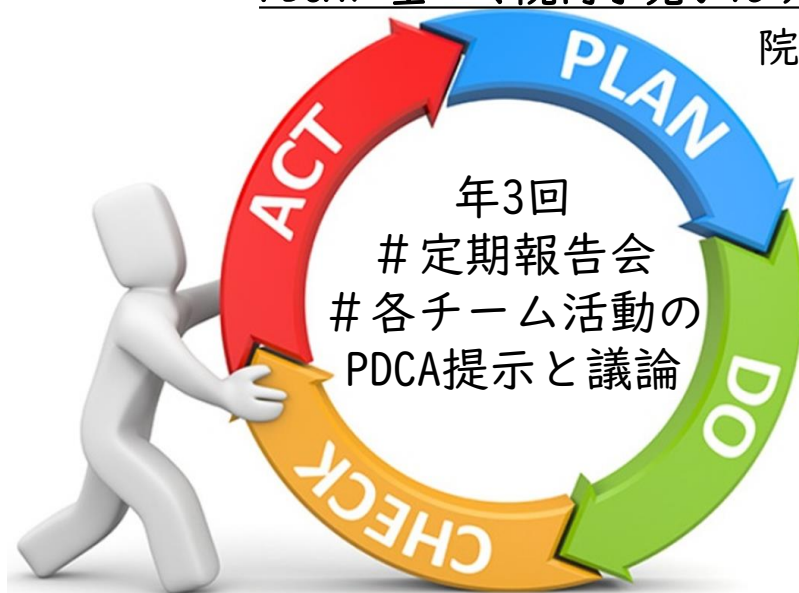 院
PLAN
ACT
年3回
＃定期報告会
＃各チーム活動の
PDCA提示と議論
DO
CHECK